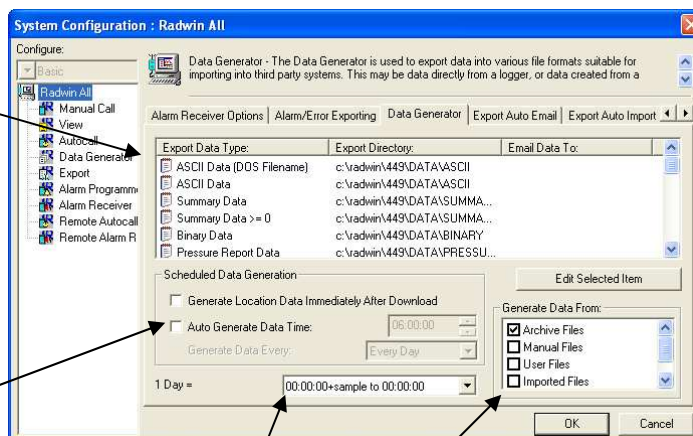 System Configuration : Radwin All
Configure:
Basic
Radwin All
Manual Call
View
Autocall
Data Generator
Export
Alarm Programm
Alarm Receiver
Remote Autocall
Remote Alarm R
Data Generator - The Data Generator is used to export data into various file formats suitable for
importing into third party systems. This may be data directly from a logger, or data created from a
Alarm Receiver Options Alarm/Error Exporting Data Generator Export Auto Email Export Auto Import
Export Data Type: Export Directory: Email Data To:
ASCII Data (DOS Filename) c:\radwin\449\DATA\ASCII
ASCII Data c:\radwin\449\DATA\ASCII
Summary Data c:\radwin\449\DATA\SUMMA...
Summary Data >= 0 c:\radwin\449\DATA\SUMMA...
Binary Data c:\radwin\449\DATA\BINARY
Pressure Report Data c:\radwin\449\DATA\PRESSU...
Scheduled Data Generation
Generate Location Data Immediately After Download
Auto Generate Data Time: 06:00:00
Generate Data Every: Every Day
1 Day = 00:00:00+sample to 00:00:00
Edit Selected Item
Generate Data From:
Archive Files
Manual Files
User Files
Imported Files
OK Cancel